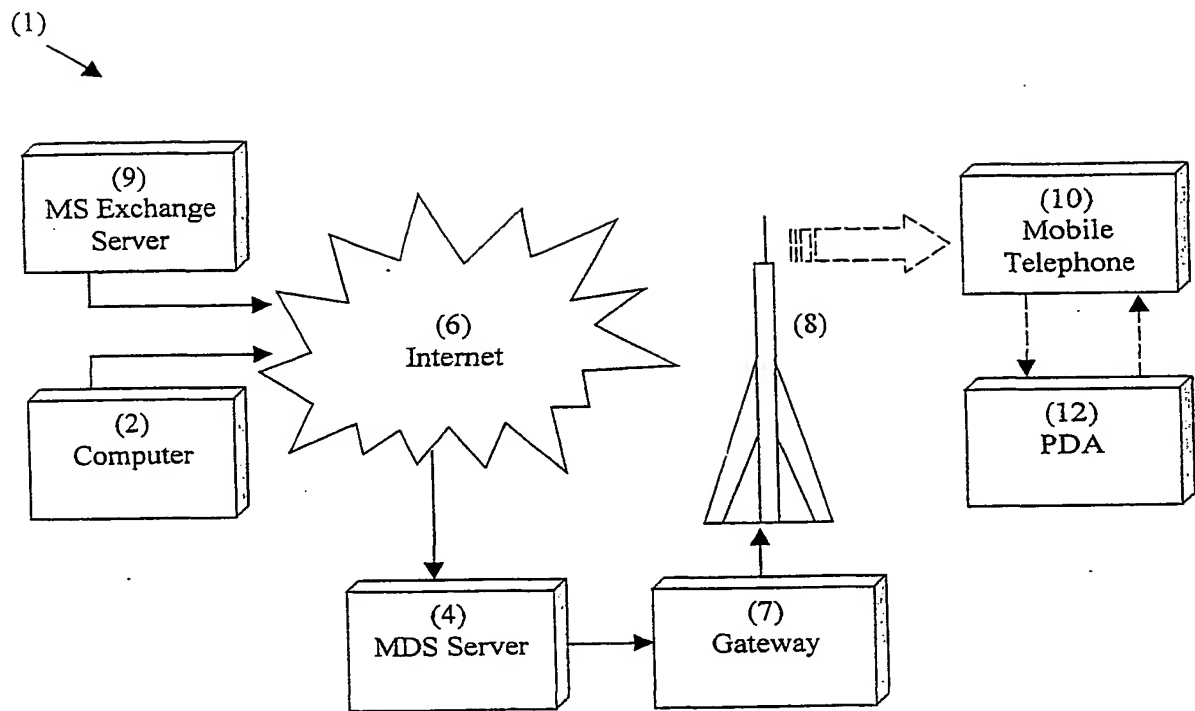 (1)
(9)
MS Exchange
Server
(10)
Mobile
Telephone
(6)
Internet
(8)
(2)
Computer
(12)
PDA
(4)
MDS Server
(7)
Gateway